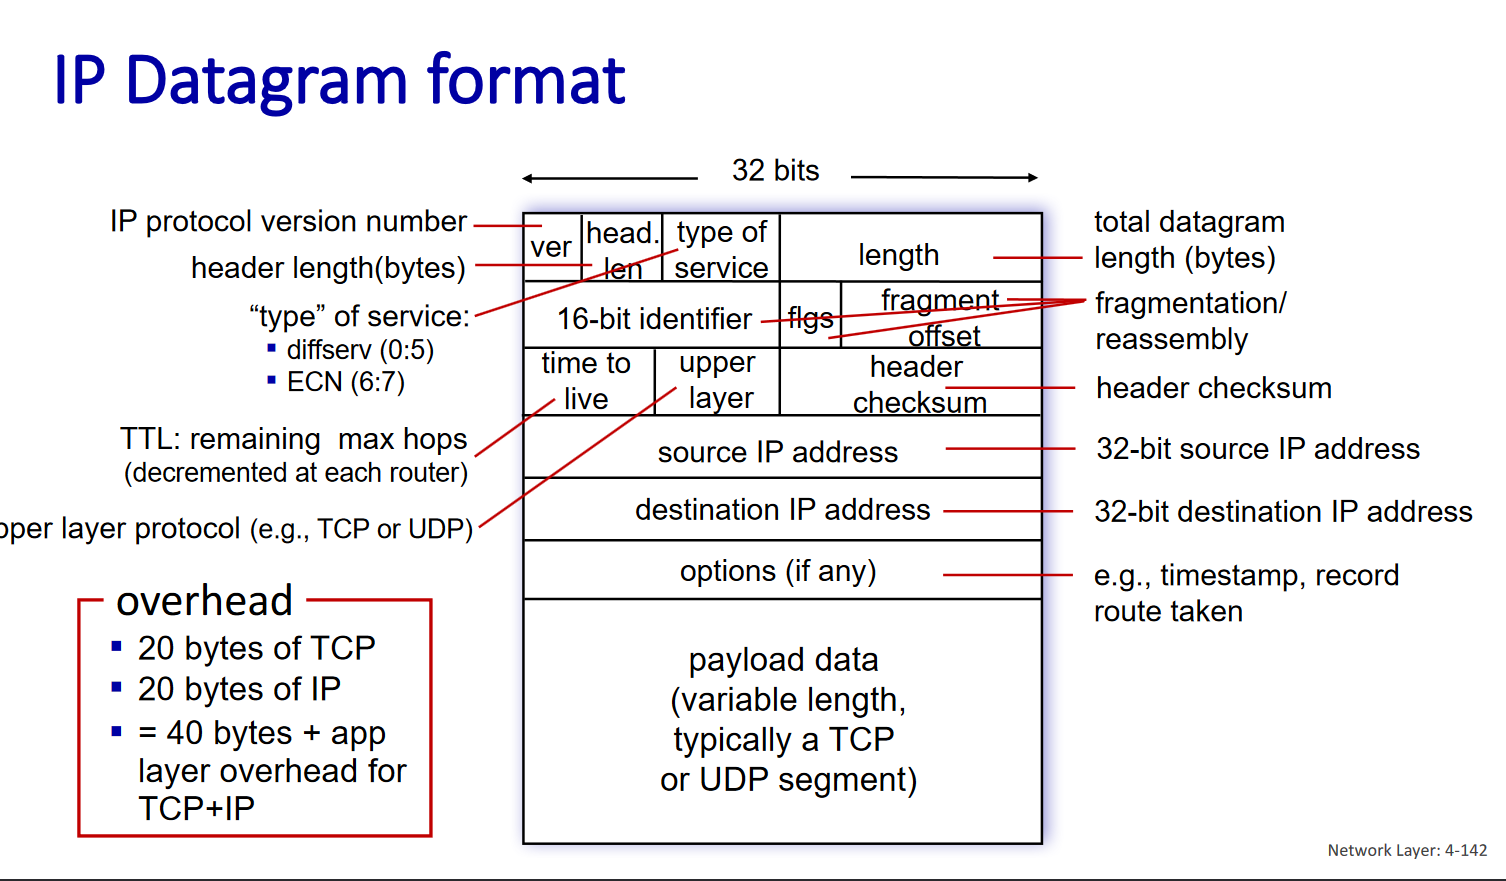 IP Datagram format
32 bits
IP protocol version number
header length(bytes)
“type” of service:
▪ diffserv (0:5)
▪ ECN (6:7)
TTL: remaining max hops
(decremented at each router)
pper layer protocol (e.g., TCP or UDP)
overhead
▪ 20 bytes of TCP
▪ 20 bytes of IP
▪ = 40 bytes + app
layer overhead for
TCP+IP
ver
head.
len
type of
service
length
16-bit identifier
flgs
fragment
offset
time to
live
upper
layer
header
checksum
source IP address
destination IP address
options (if any)
payload data
(variable length,
typically a TCP
or UDP segment)
total datagram
length (bytes)
fragmentation/
reassembly
header checksum
32-bit source IP address
32-bit destination IP address
e.g., timestamp, record
route taken
Network Layer: 4-142